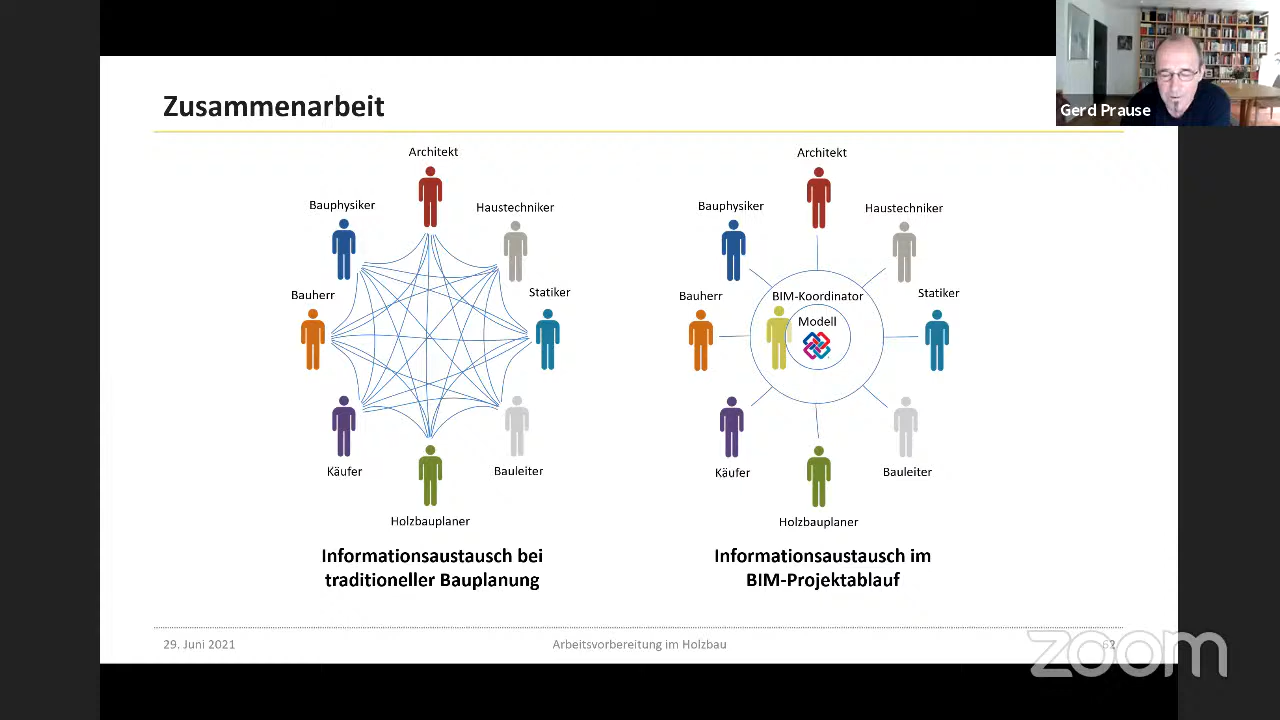 Zusammenarbeit
Gerd Prause
Architekt
Bauphysiker
Haustechniker
Bauherr
Statiker
Käufer
Bauleiter
Holzbauplaner
Informationsaustausch bei
traditioneller Bauplanung
Architekt
Bauphysiker
Haustechniker
Bauherr
BIM-Koordinator
Statiker
Modell
Käufer
Bauleiter
Holzbauplaner
Informationsaustausch im
BIM-Projektablauf
29. Juni 2021
Arbeitsvorbereitung im Holzbau
zoom